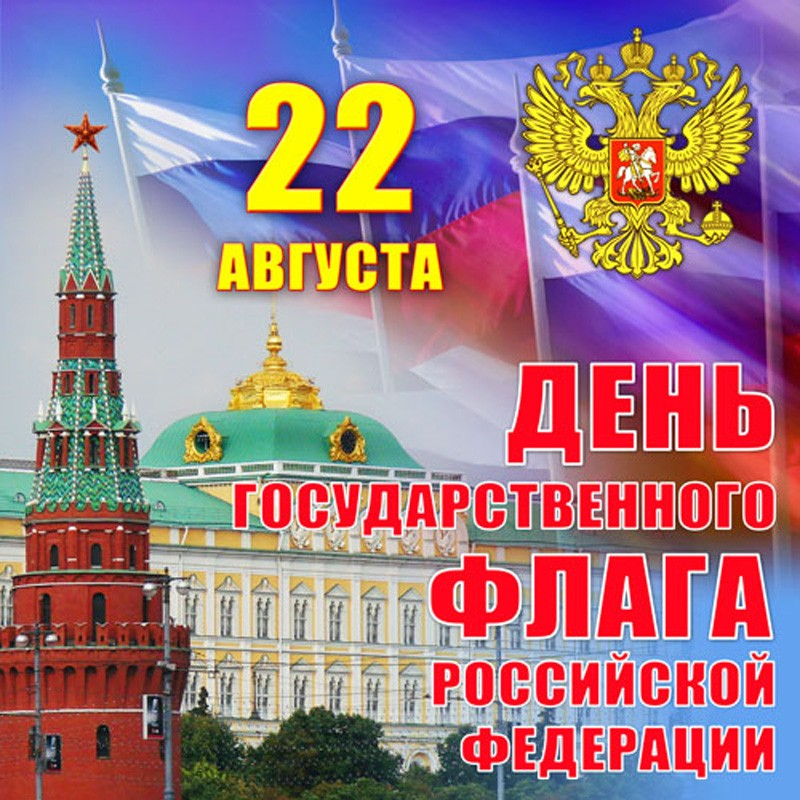 22
АВГУСТА
ДЕНЬ
ГОСУДАРСТВЕННОГО
ФЛАГА
РОССИЙСКОЙ
ФЕДЕРАЦИИ